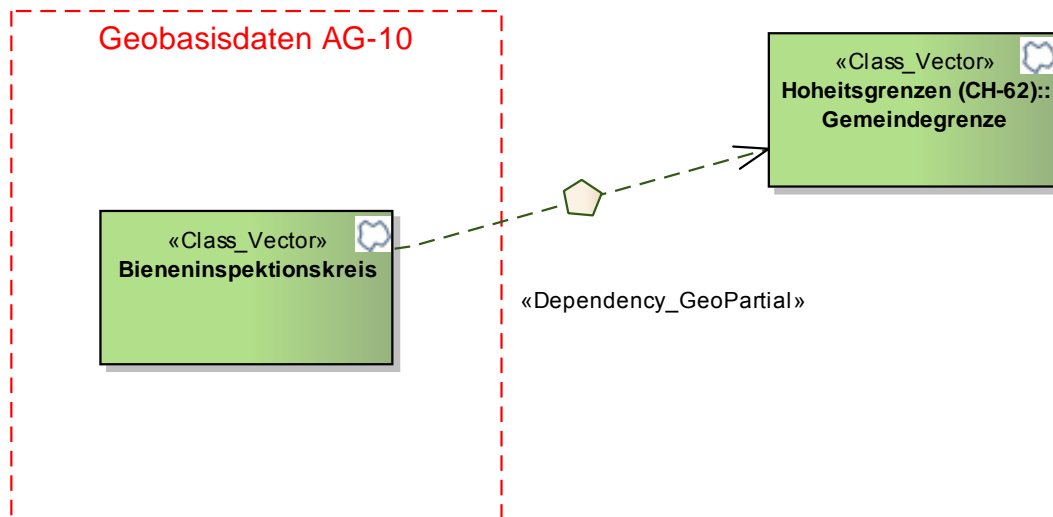 Geobasisdaten AG-10
«Class_Vector»
Hoheitsgrenzen (CH-62)::
Gemeindegrenze
«Class_Vector»
Bieneninspektionskreis
«Dependency_GeoPartial»